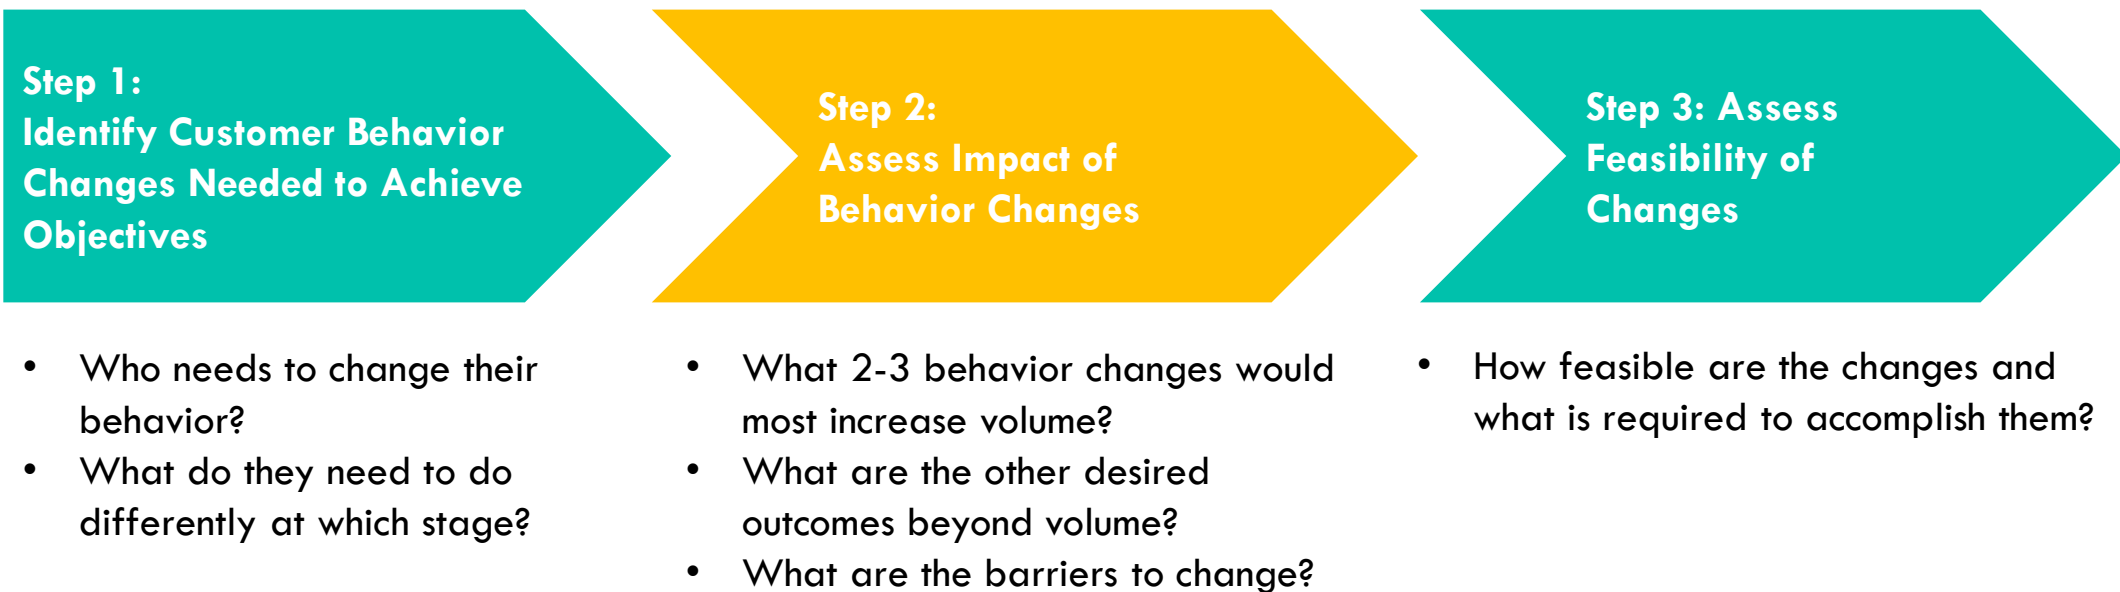 Step 1:
Identify Customer Behavior
Changes Needed to Achieve
Objectives
Step 2:
Assess Impact of
Behavior Changes
Step 3: Assess
Feasibility of
Changes
• Who needs to change their
behavior?
• What do they need to do
differently at which stage?
• What 2-3 behavior changes would
most increase volume?
• What are the other desired
outcomes beyond volume?
• What are the barriers to change?
• How feasible are the changes and
what is required to accomplish them?